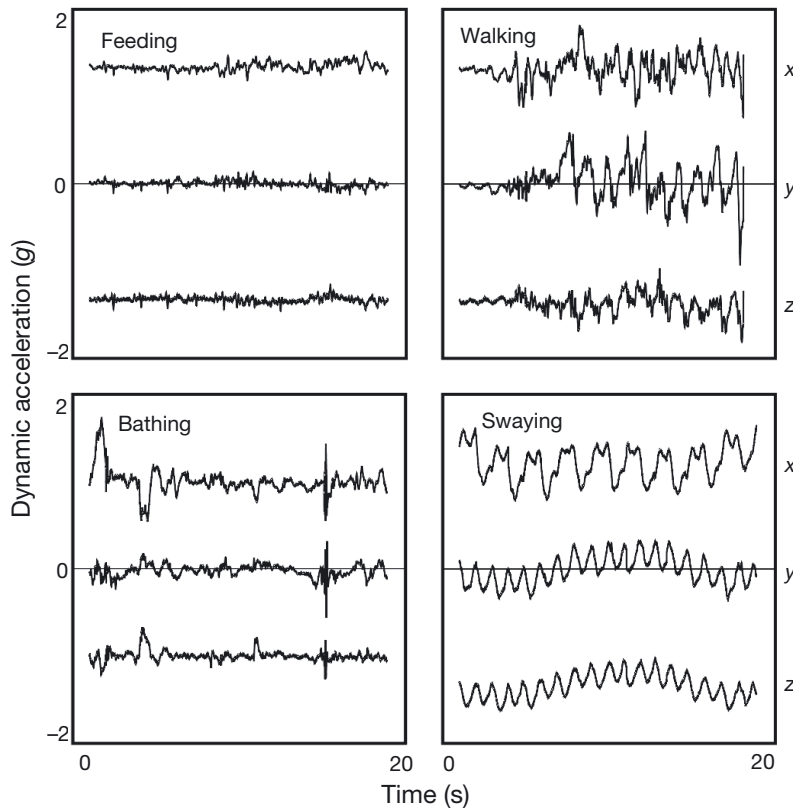 Dynamic acceleration (g)
2
0
−2
Feeding
Walking
x
y
z
2
0
−2
Bathing
Swaying
x
y
z
0
20
0
20
Time (s)